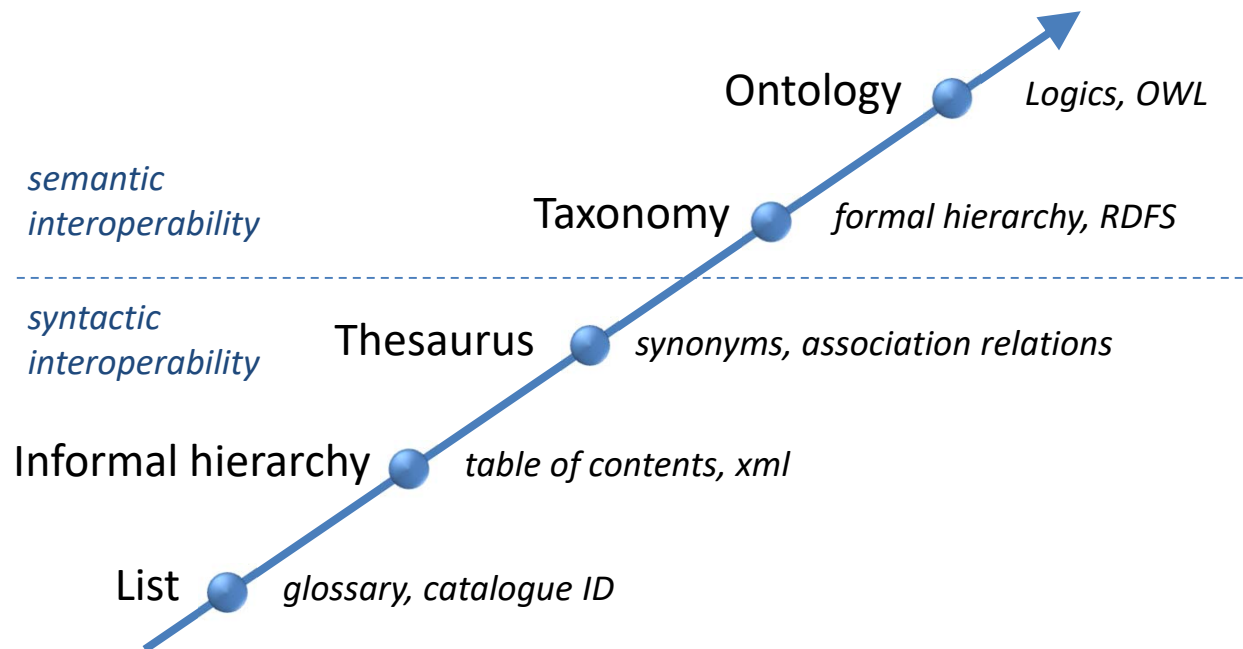 Ontology
Logics, OWL
semantic
interoperability
Taxonomy
formal hierarchy, RDFS
syntactic
interoperability
Thesaurus
synonyms, association relations
Informal hierarchy
table of contents, xml
List
glossary, catalogue ID